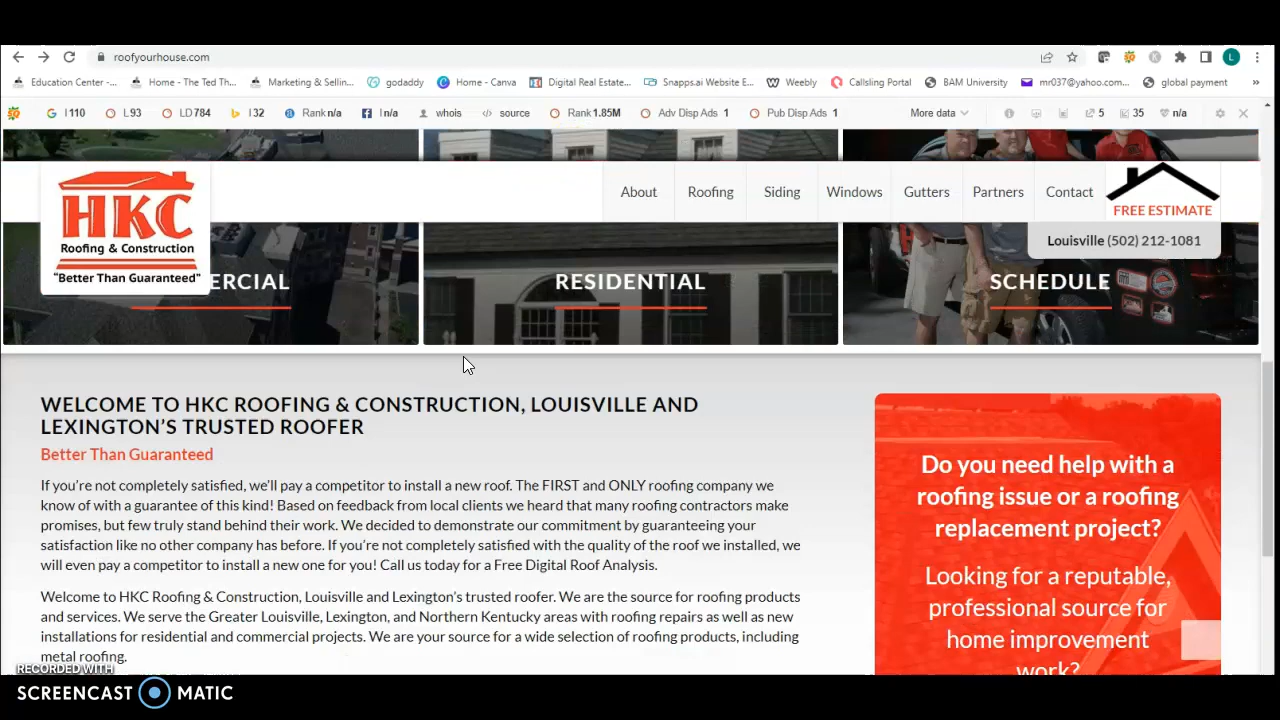 roofyourhouse.com
Education Center -... Home - The Ted Th... Marketing & Sellin... godaddy Home - Canva Digital Real Estate... Snapps.ai Website E... Weebly Callsling Portal BAM University mr037@yahoo.com... global payment »
I 110 L 93 LD 784 I 32 Rank n/a I n/a whois source Rank 1.85M Adv Disp Ads 1 Pub Disp Ads 1 More data 5 35 n/a
HKC
Roofing & Construction
"Better Than Guaranteed"
About Roofing Siding Windows Gutters Partners Contact
FREE ESTIMATE
Louisville (502) 212-1081
ERCIAL RESIDENTIAL SCHEDULE
WELCOME TO HKC ROOFING & CONSTRUCTION, LOUISVILLE AND
LEXINGTON'S TRUSTED ROOFER
Better Than Guaranteed
If you're not completely satisfied, we'll pay a competitor to install a new roof. The FIRST and ONLY roofing company we
know of with a guarantee of this kind! Based on feedback from local clients we heard that many roofing contractors make
promises, but few truly stand behind their work. We decided to demonstrate our commitment by guaranteeing your
satisfaction like no other company has before. If you're not completely satisfied with the quality of the roof we installed, we
will even pay a competitor to install a new one for you! Call us today for a Free Digital Roof Analysis.
Welcome to HKC Roofing & Construction, Louisville and Lexington's trusted roofer. We are the source for roofing products
and services. We serve the Greater Louisville, Lexington, and Northern Kentucky areas with roofing repairs as well as new
installations for residential and commercial projects. We are your source for a wide selection of roofing products, including
metal roofing.
Do you need help with a
roofing issue or a roofing
replacement project?
Looking for a reputable,
professional source for
home improvement
work?
RECORDED WITH
SCREENCAST MATIC